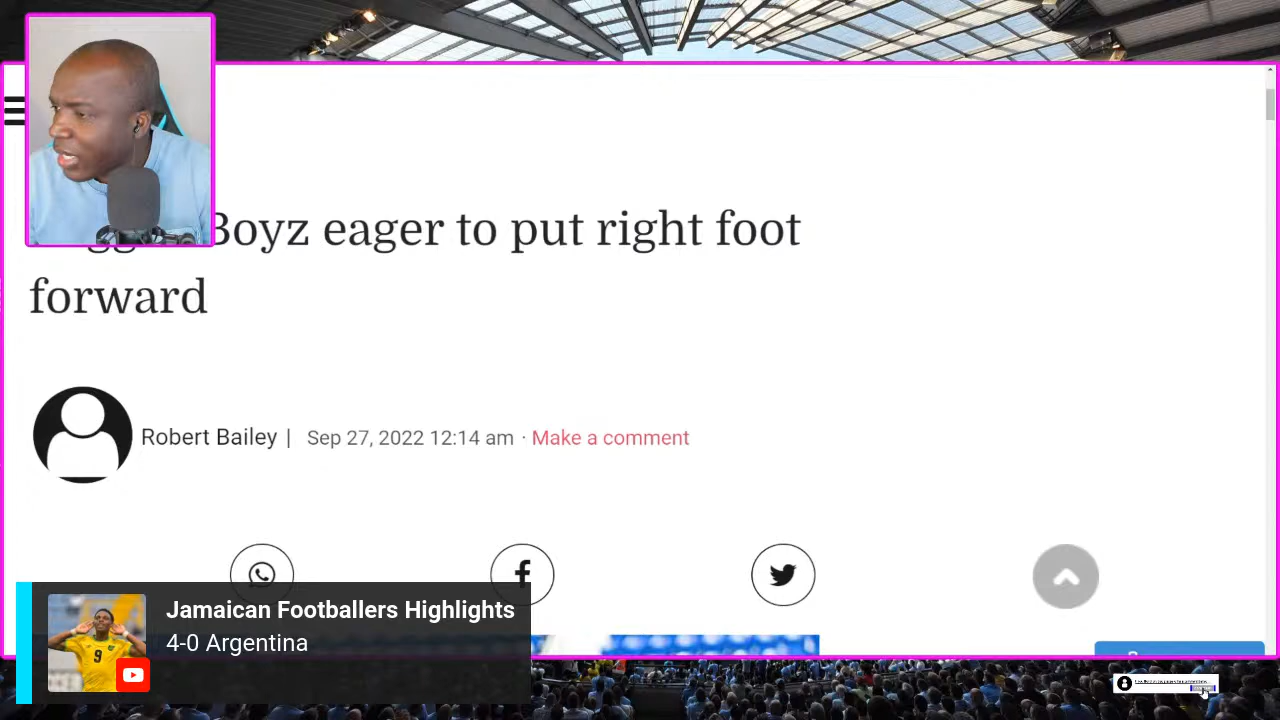 Boyz eager to put right foot
forward
Robert Bailey | Sep 27, 2022 12:14 am · Make a comment
Jamaican Footballers Highlights
4-0 Argentina
9